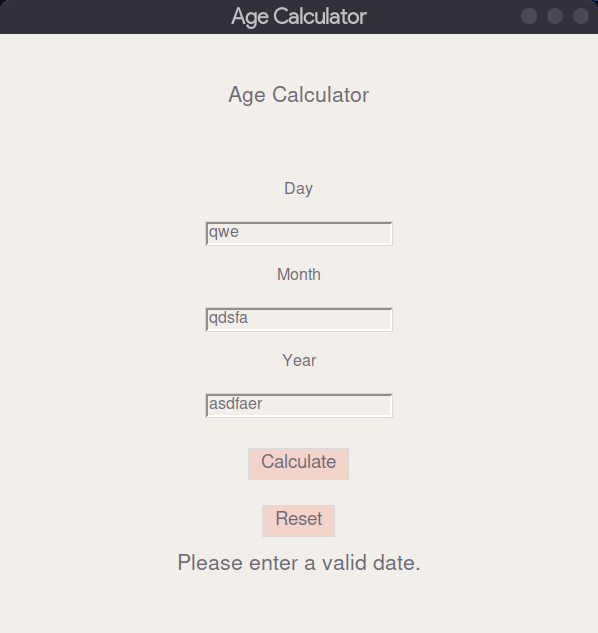 Age Calculator
Age Calculator
Day
qwe
Month
qdsfa
Year
asdfaer
Calculate
Reset
Please enter a valid date.